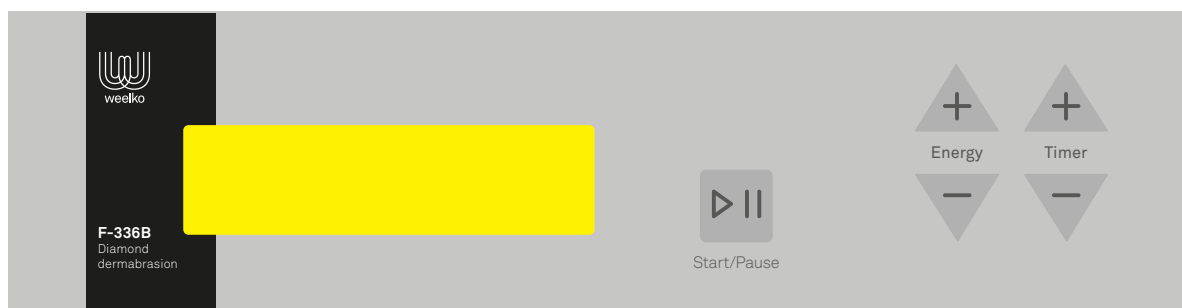 weelko
F-336B
Diamond
dermabrasion
Start/Pause
Energy
Timer